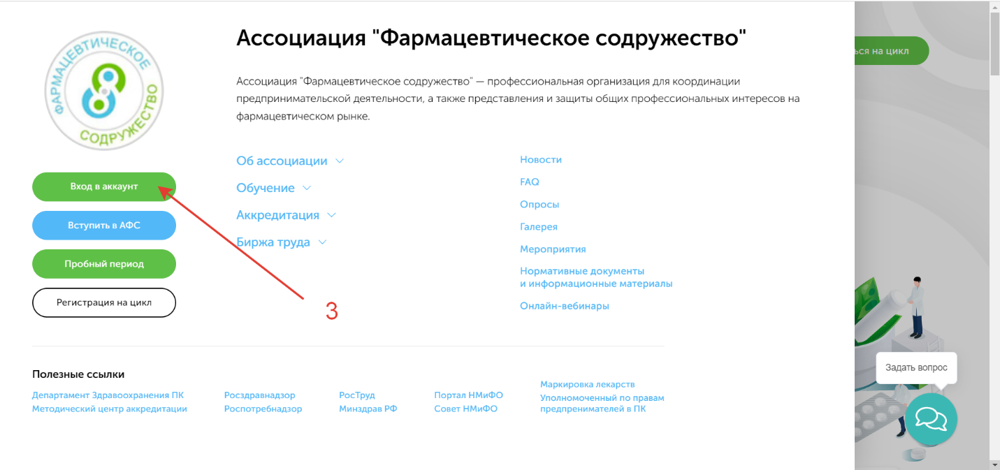 Ассоциация "Фармацевтическое содружество"
ФАРМАЦЕВТИЧЕСКОЕ
СОДРУЖЕСТВО
Ассоциация "Фармацевтическое содружество" — профессиональная организация для координации
предпринимательской деятельности, а также представления и защиты общих профессиональных интересов на
фармацевтическом рынке.
ься на цикл
Вход в аккаунт
Вступить в АФС
Пробный период
Регистрация на цикл
Об ассоциации
Обучение
Аккредитация
Биржа труда
3
Новости
FAQ
Опросы
Галерея
Мероприятия
Нормативные документы
и информационные материалы
Онлайн-вебинары
Полезные ссылки
Департамент Здравоохранения ПК
Методический центр аккредитации
Росздравнадзор
Роспотребнадзор
РосТруд
Минздрав РФ
Портал НМиФО
Совет НМиФО
Маркировка лекарств
Уполномоченный по правам
предпренимателей в ПК
Задать вопрос